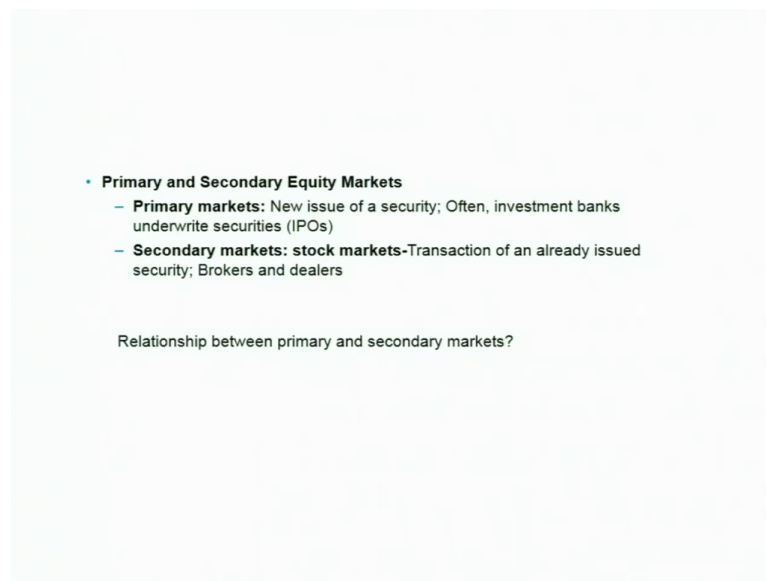 • Primary and Secondary Equity Markets
– Primary markets: New issue of a security; Often, investment banks
underwrite securities (IPOs)
– Secondary markets: stock markets-Transaction of an already issued
security; Brokers and dealers
Relationship between primary and secondary markets?